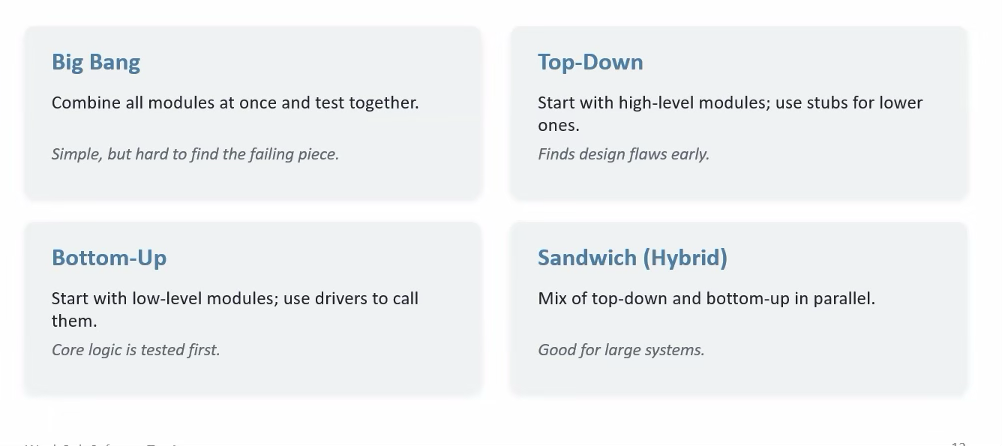 Big Bang
Combine all modules at once and test together.
Simple, but hard to find the failing piece.
Top-Down
Start with high-level modules; use stubs for lower
ones.
Finds design flaws early.
Bottom-Up
Start with low-level modules; use drivers to call
them.
Core logic is tested first.
Sandwich (Hybrid)
Mix of top-down and bottom-up in parallel.
Good for large systems.